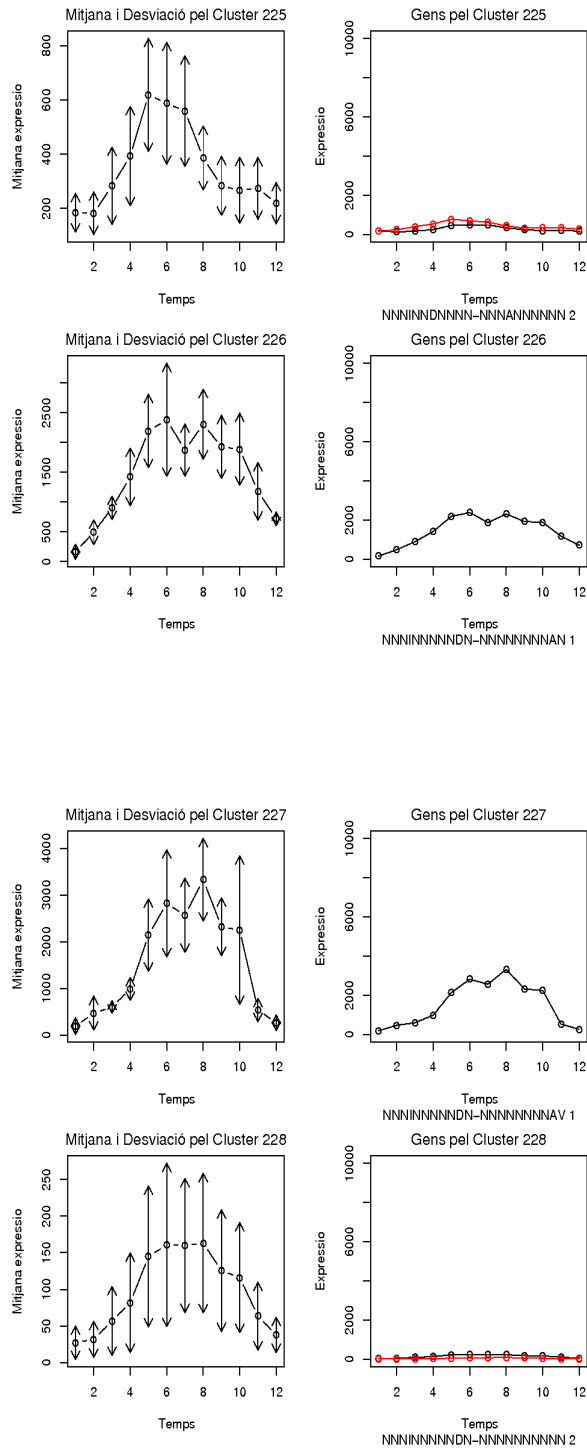 Mitjana i Desviació pel Cluster 225
Mitjana expressio
200 400 600 800
2 4 6 8 10 12
Temps
Gens pel Cluster 225
Expressio
0 2000 6000 10000
2 4 6 8 10 12
Temps
NNNINNDNNNN-NNNANNNNNN 2
Mitjana i Desviació pel Cluster 226
Mitjana expressio
0 500 1500 2500
2 4 6 8 10 12
Temps
Gens pel Cluster 226
Expressio
0 2000 6000 10000
2 4 6 8 10 12
Temps
NNNINNNNNDN-NNNNNNNNAN 1
Mitjana i Desviació pel Cluster 227
Mitjana expressio
0 1000 2000 3000 4000
2 4 6 8 10 12
Temps
Gens pel Cluster 227
Expressio
0 2000 6000 10000
2 4 6 8 10 12
Temps
NNNINNNNNDN-NNNNNNNNAV 1
Mitjana i Desviació pel Cluster 228
Mitjana expressio
0 50 100 150 200 250
2 4 6 8 10 12
Temps
Gens pel Cluster 228
Expressio
0 2000 6000 10000
2 4 6 8 10 12
Temps
NNNINNNNNDN-NNNNNNNNNNN 2